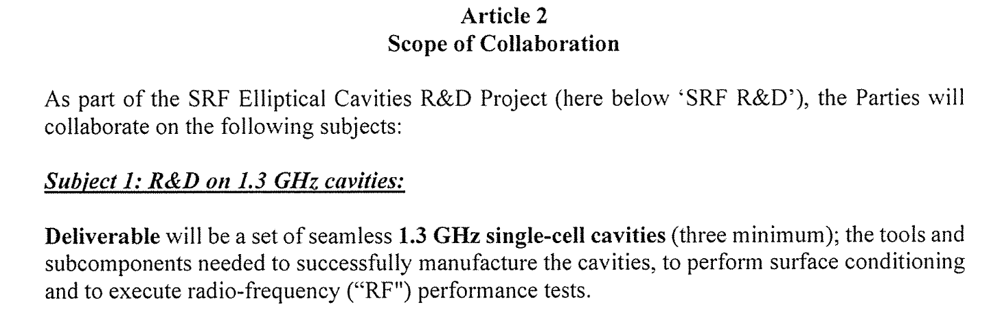 Article 2
Scope of Collaboration
As part of the SRF Elliptical Cavities R&D Project (here below ‘SRF R&D’), the Parties will
collaborate on the following subjects:
Subject 1: R&D on 1.3 GHz cavities:
Deliverable will be a set of seamless 1.3 GHz single-cell cavities (three minimum); the tools and
subcomponents needed to successfully manufacture the cavities, to perform surface conditioning
and to execute radio-frequency (“RF") performance tests.